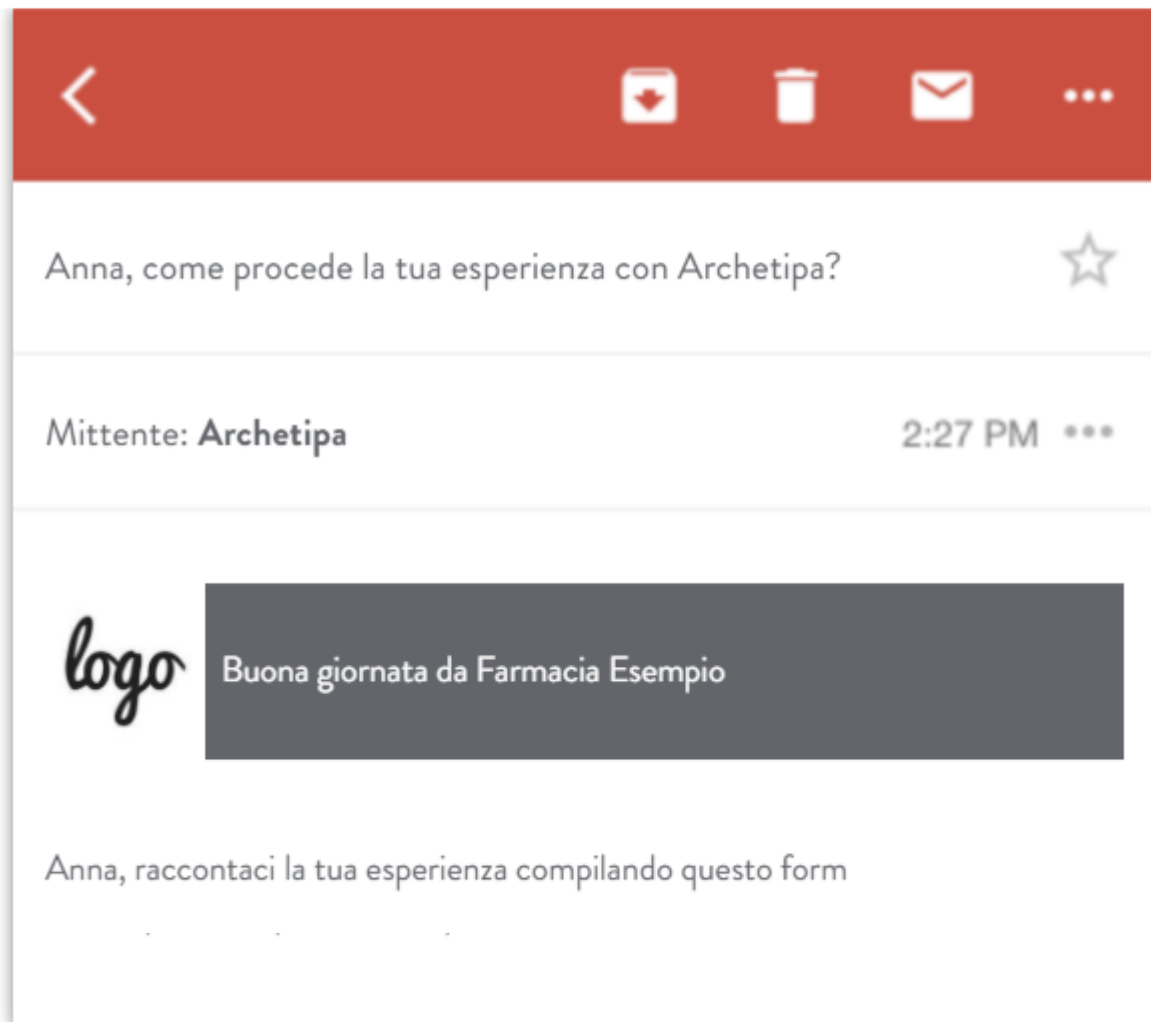 Anna, come procede la tua esperienza con Archetipa?
Mittente: Archetipa 2:27 PM
logo Buona giornata da Farmacia Esempio
Anna, raccontaci la tua esperienza compilando questo form